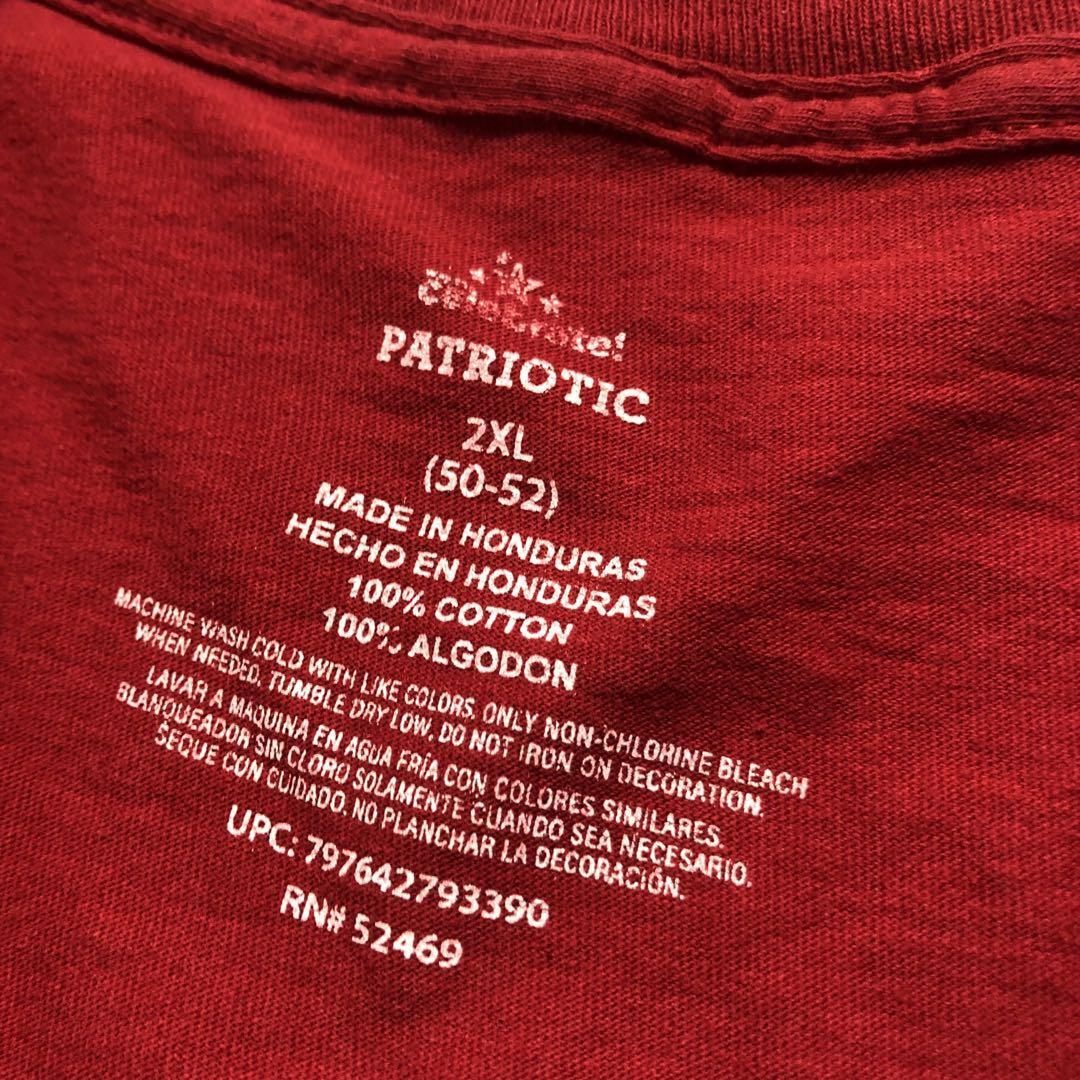 Celebrate!
PATRIOTIC
2XL
(50-52)
MADE IN HONDURAS
HECHO EN HONDURAS
100% COTTON
100% ALGODON
MACHINE WASH COLD WITH LIKE COLORS. ONLY NON-CHLORINE BLEACH
WHEN NEEDED. TUMBLE DRY LOW. DO NOT IRON ON DECORATION.
LAVAR A MAQUINA EN AGUA FRÍA CON COLORES SIMILARES.
BLANQUEADOR SIN CLORO SOLAMENTE CUANDO SEA NECESARIO.
SEQUE CON CUIDADO. NO PLANCHAR LA DECORACIÓN.
UPC: 797642793390
RN# 52469